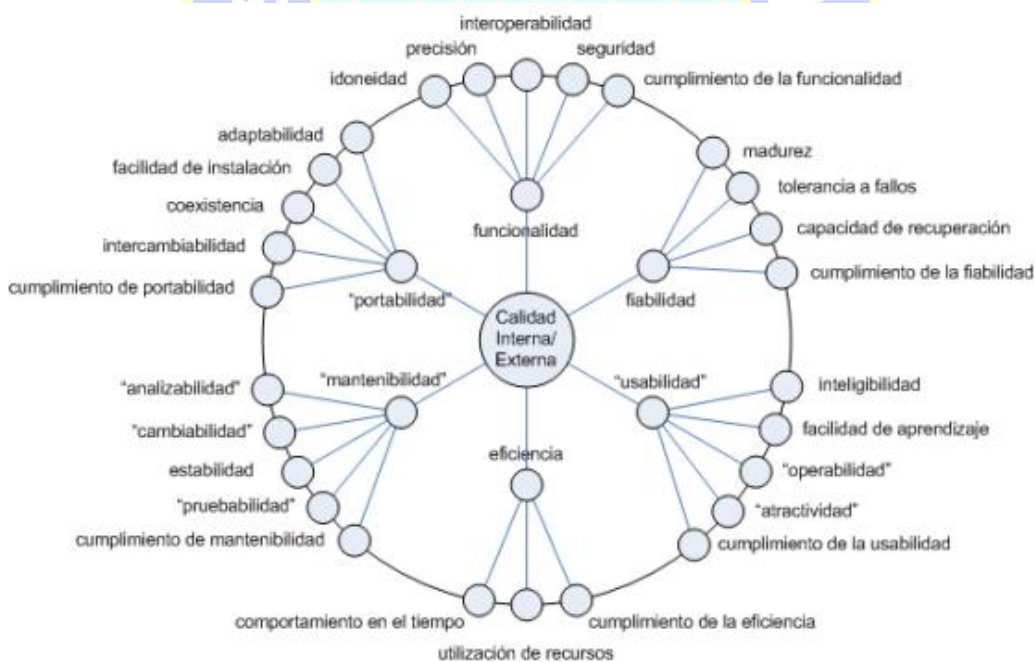 interoperabilidad
precisión
seguridad
idoneidad
cumplimiento de la funcionalidad
adaptabilidad
madurez
facilidad de instalación
tolerancia a fallos
coexistencia
capacidad de recuperación
funcionalidad
intercambiabilidad
cumplimiento de la fiabilidad
cumplimiento de portabilidad
"portabilidad"
fiabilidad
Calidad
Interna/
Externa
"mantenibilidad"
"usabilidad"
"analizabilidad"
inteligibilidad
"cambiabilidad"
facilidad de aprendizaje
eficiencia
estabilidad
"operabilidad"
"pruebabilidad"
"atractividad"
cumplimiento de mantenibilidad
cumplimiento de la usabilidad
comportamiento en el tiempo
cumplimiento de la eficiencia
utilización de recursos